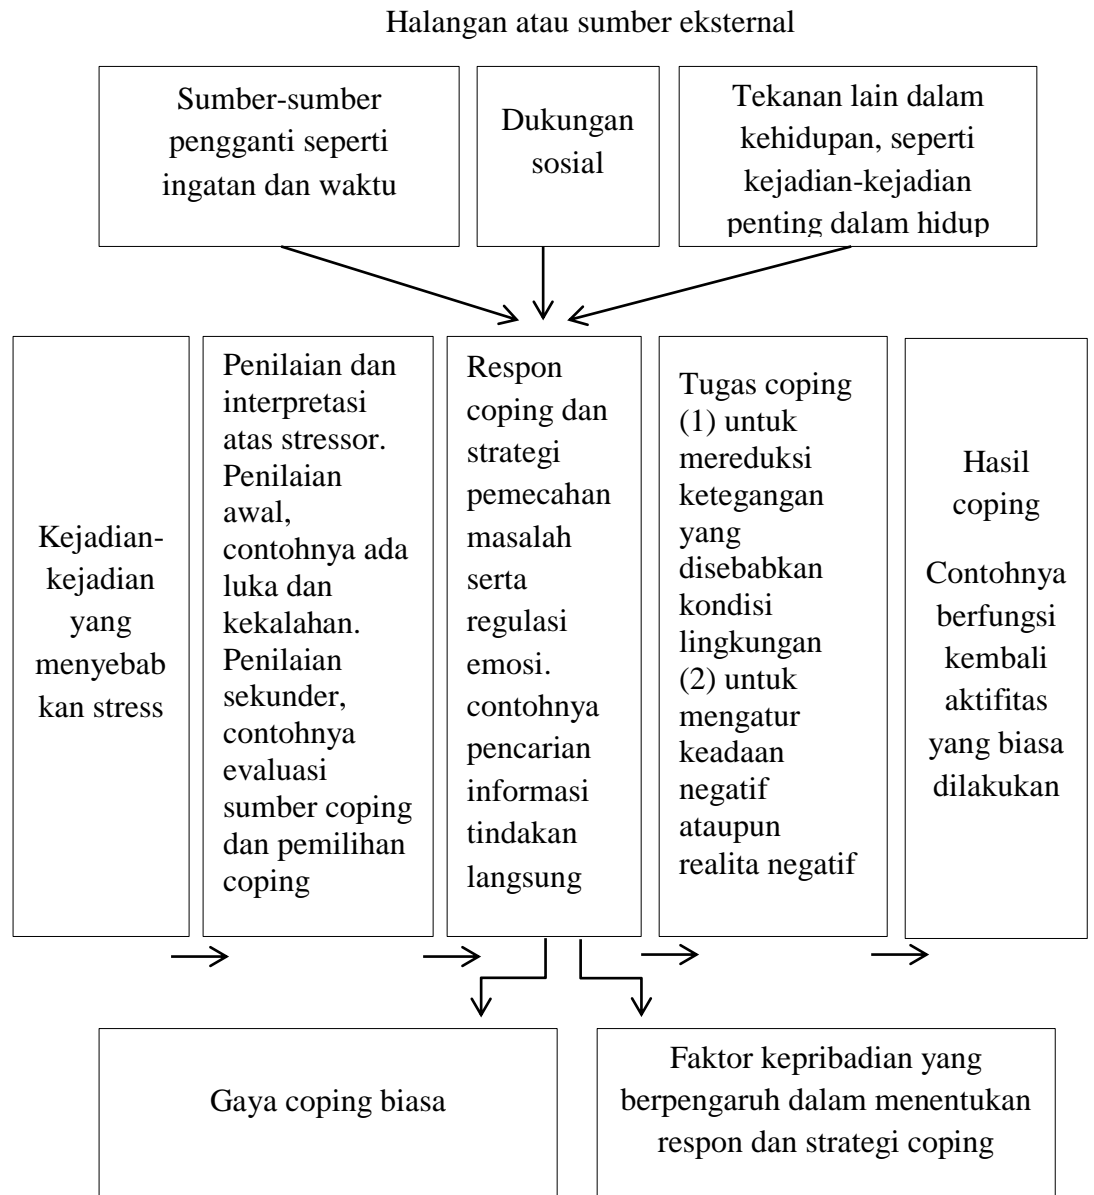 Halangan atau sumber eksternal
Sumber-sumber
pengganti seperti
ingatan dan waktu
Dukungan
sosial
Tekanan lain dalam
kehidupan, seperti
kejadian-kejadian
penting dalam hidup
Kejadian-
kejadian
yang
menyebab
kan stress
Penilaian dan
interpretasi
atas stressor.
Penilaian
awal,
contohnya ada
luka dan
kekalahan.
Penilaian
sekunder,
contohnya
evaluasi
sumber coping
dan pemilihan
coping
Respon
coping dan
strategi
pemecahan
masalah
serta
regulasi
emosi.
contohnya
pencarian
informasi
tindakan
langsung
Tugas coping
(1) untuk
mereduksi
ketegangan
yang
disebabkan
kondisi
lingkungan
(2) untuk
mengatur
keadaan
negatif
ataupun
realita negatif
Hasil
coping
Contohnya
berfungsi
kembali
aktifitas
yang biasa
dilakukan
Gaya coping biasa
Faktor kepribadian yang
berpengaruh dalam menentukan
respon dan strategi coping